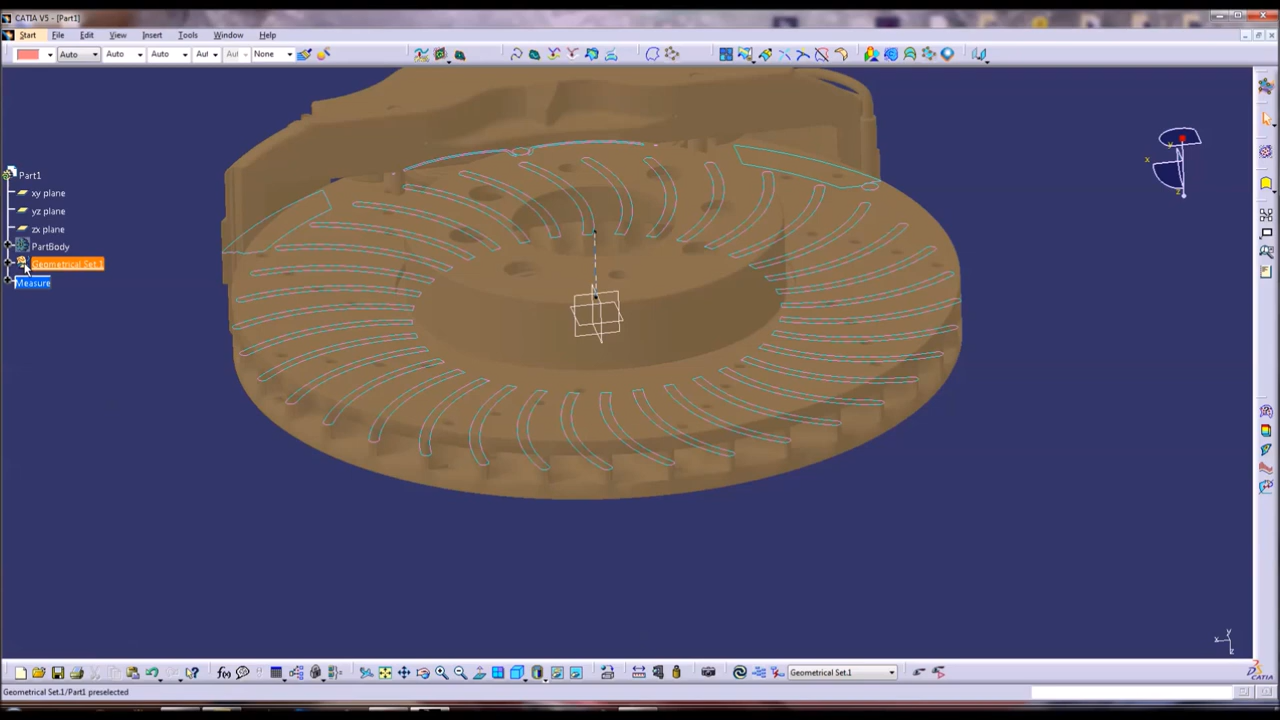 CATIA V5 - [Part1]
Start File Edit View Insert Tools Window Help
Auto Auto Auto Aut Aut None
Part1
xy plane
yz plane
zx plane
PartBody
Geometrical Set.1
Measure
x
y
z
y
x
z
f(x)
Geometrical Set.1
CATIA
Geometrical Set.1/Part1 preselected